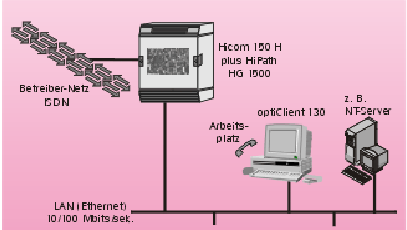 Hicom 150 H
plus HiPath
HG 1500
Betreiber-Netz
ISDN
optiClient 130
z. B.
NT-Server
Arbeits-
platz
LAN (Ethernet)
10/100 Mbits/sek.